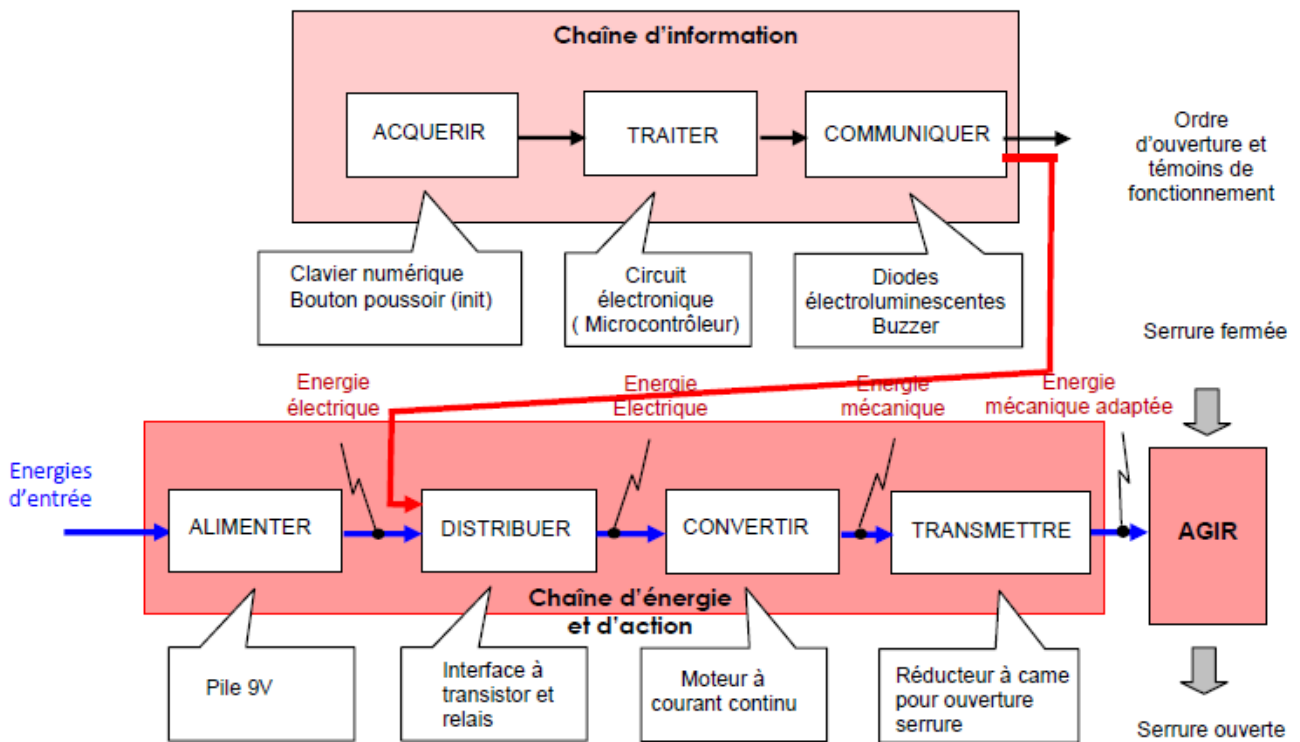 Chaîne d'information
ACQUERIR
TRAITER
COMMUNIQUER
Ordre
d'ouverture et
témoins de
fonctionnement
Clavier numérique
Bouton poussoir (init)
Circuit
électronique
( Microcontrôleur)
Diodes
électroluminescentes
Buzzer
Serrure fermée
Energie
électrique
Energie
Electrique
Energie
mécanique
Energie
mécanique adaptée
Energies
d'entrée
ALIMENTER
DISTRIBUER
CONVERTIR
TRANSMETTRE
AGIR
Chaîne d'énergie
et d'action
Pile 9V
Interface à
transistor et
relais
Moteur à
courant continu
Réducteur à came
pour ouverture
serrure
Serrure ouverte